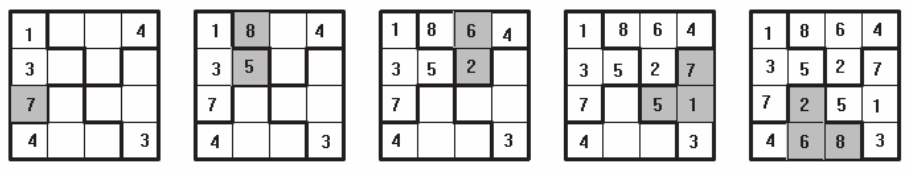 1 4 1 8 4 1 8 6 4 1 8 6 4 1 8 6 4
3 3 5 3 5 2 3 5 2 7 3 5 2 7
7 7 7 7 5 1 7 2 5 1
4 3 4 3 4 3 4 3 4 6 8 3